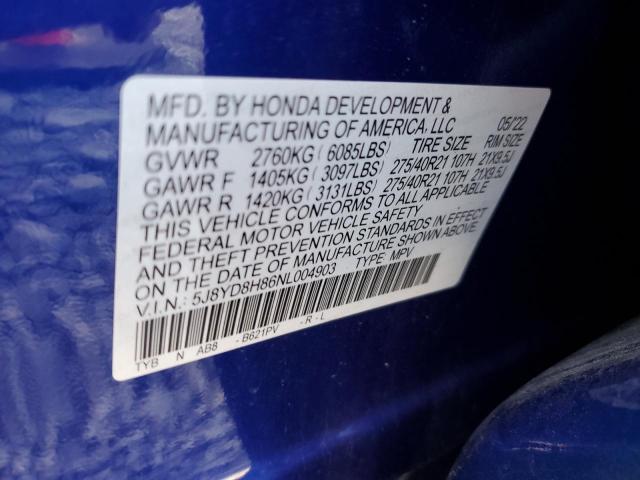 MFD. BY HONDA DEVELOPMENT &
MANUFACTURING OF AMERICA, LLC 05/22
GVWR 2760KG (6085LBS) TIRE SIZE RIM SIZE
GAWR F 1405KG (3097LBS) 275/40R21 107H 21X9.5J
GAWR R 1420KG (3131LBS) 275/40R21 107H 21X9.5J
THIS VEHICLE CONFORMS TO ALL APPLICABLE
FEDERAL MOTOR VEHICLE SAFETY
AND THEFT PREVENTION STANDARDS IN EFFECT
ON THE DATE OF MANUFACTURE SHOWN ABOVE.
V.I.N.: 5J8YD8H86NL004903 TYPE: MPV
TYB N AB8 - B621PV - R - L